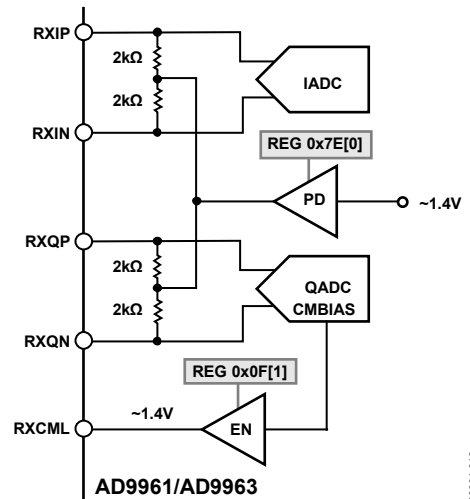 RXIP
2kΩ
IADC
2kΩ
RXIN
REG 0x7E[0]
PD
~1.4V
RXQP
2kΩ
QADC
CMBIAS
2kΩ
RXQN
REG 0x0F[1]
~1.4V
RXCML
EN
AD9961/AD9963